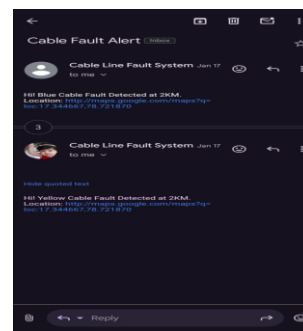 Cable Fault Alert Inbox
Cable Line Fault System Jan 17
to me
Hi! Blue Cable Fault Detected at 2KM.
Location: http://maps.google.com/maps?q=
loc:17.344667,78.721870
3
Cable Line Fault System Jan 17
to me
Hide quoted text
Hi! Yellow Cable Fault Detected at 2KM.
Location: http://maps.google.com/maps?q=
loc:17.344667,78.721870
Reply